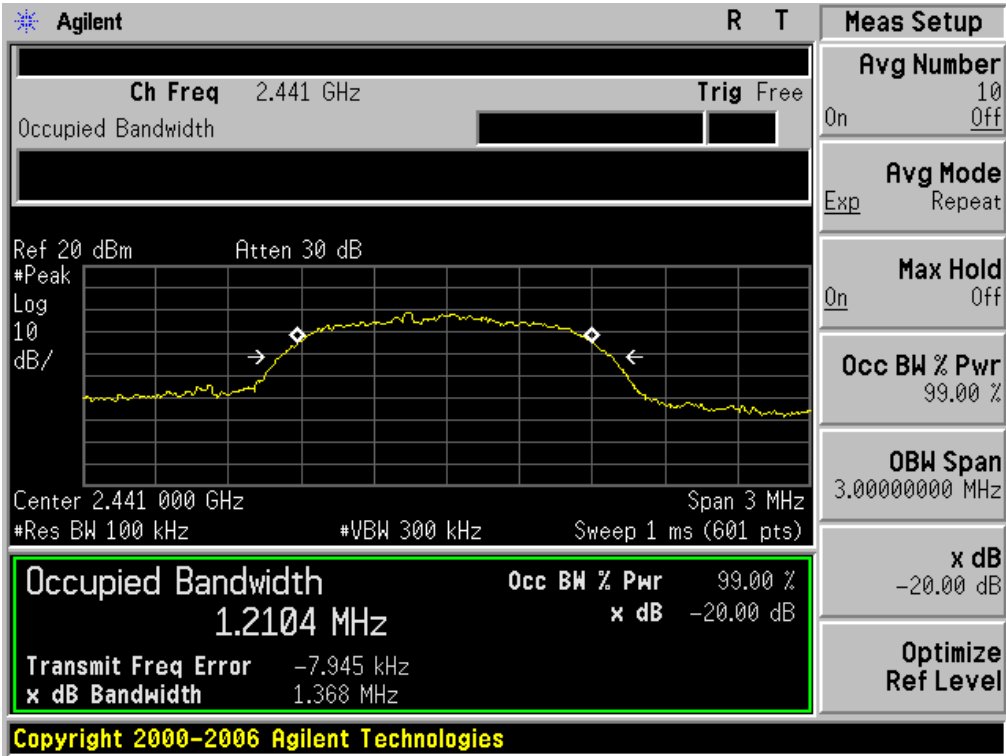 Agilent R T
Ch Freq 2.441 GHz Trig Free
Occupied Bandwidth
Ref 20 dBm Atten 30 dB
#Peak
Log
10
dB/
Center 2.441 000 GHz Span 3 MHz
#Res BW 100 kHz #VBW 300 kHz Sweep 1 ms (601 pts)
Occupied Bandwidth Occ BW % Pwr 99.00 %
1.2104 MHz x dB -20.00 dB
Transmit Freq Error -7.945 kHz
x dB Bandwidth 1.368 MHz
Copyright 2000-2006 Agilent Technologies
Meas Setup
Avg Number
10
On Off
Avg Mode
Exp Repeat
Max Hold
On Off
Occ BW % Pwr
99.00 %
OBW Span
3.00000000 MHz
x dB
-20.00 dB
Optimize
Ref Level